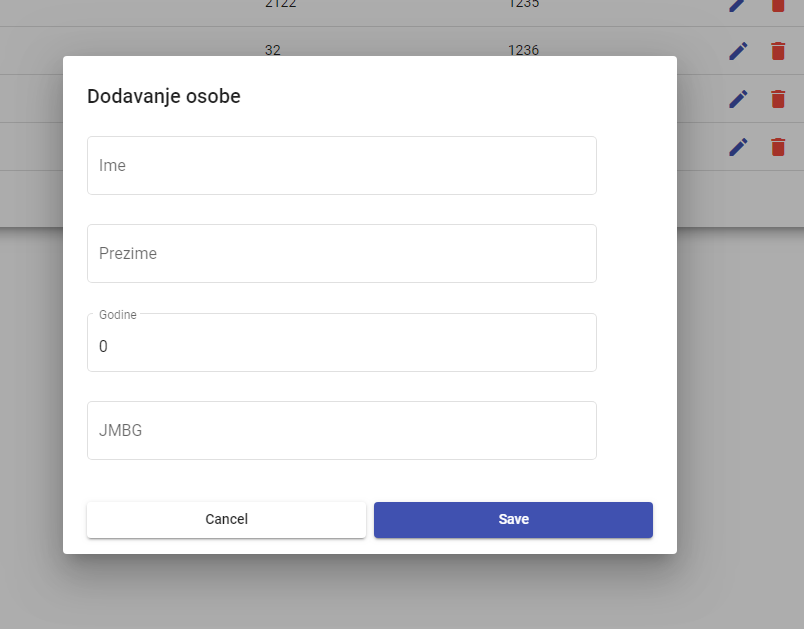 2122 1235
32 1236
Dodavanje osobe
Ime
Prezime
Godine
0
JMBG
Cancel Save